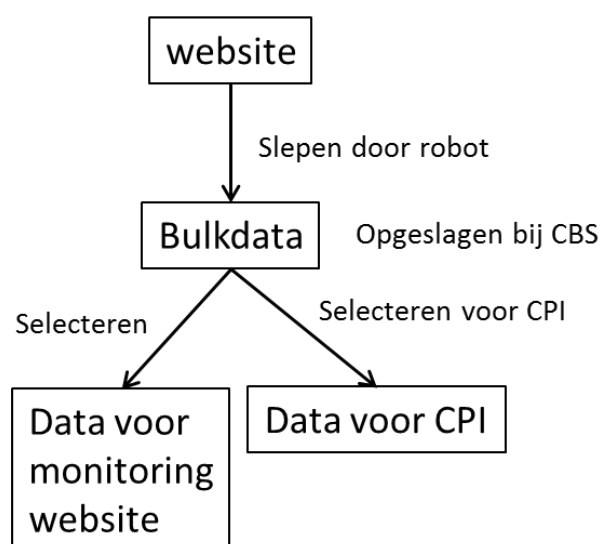 website
Slepen door robot
Bulkdata
Opgeslagen bij CBS
Selecteren
Selecteren voor CPI
Data voor
monitoring
website
Data voor CPI